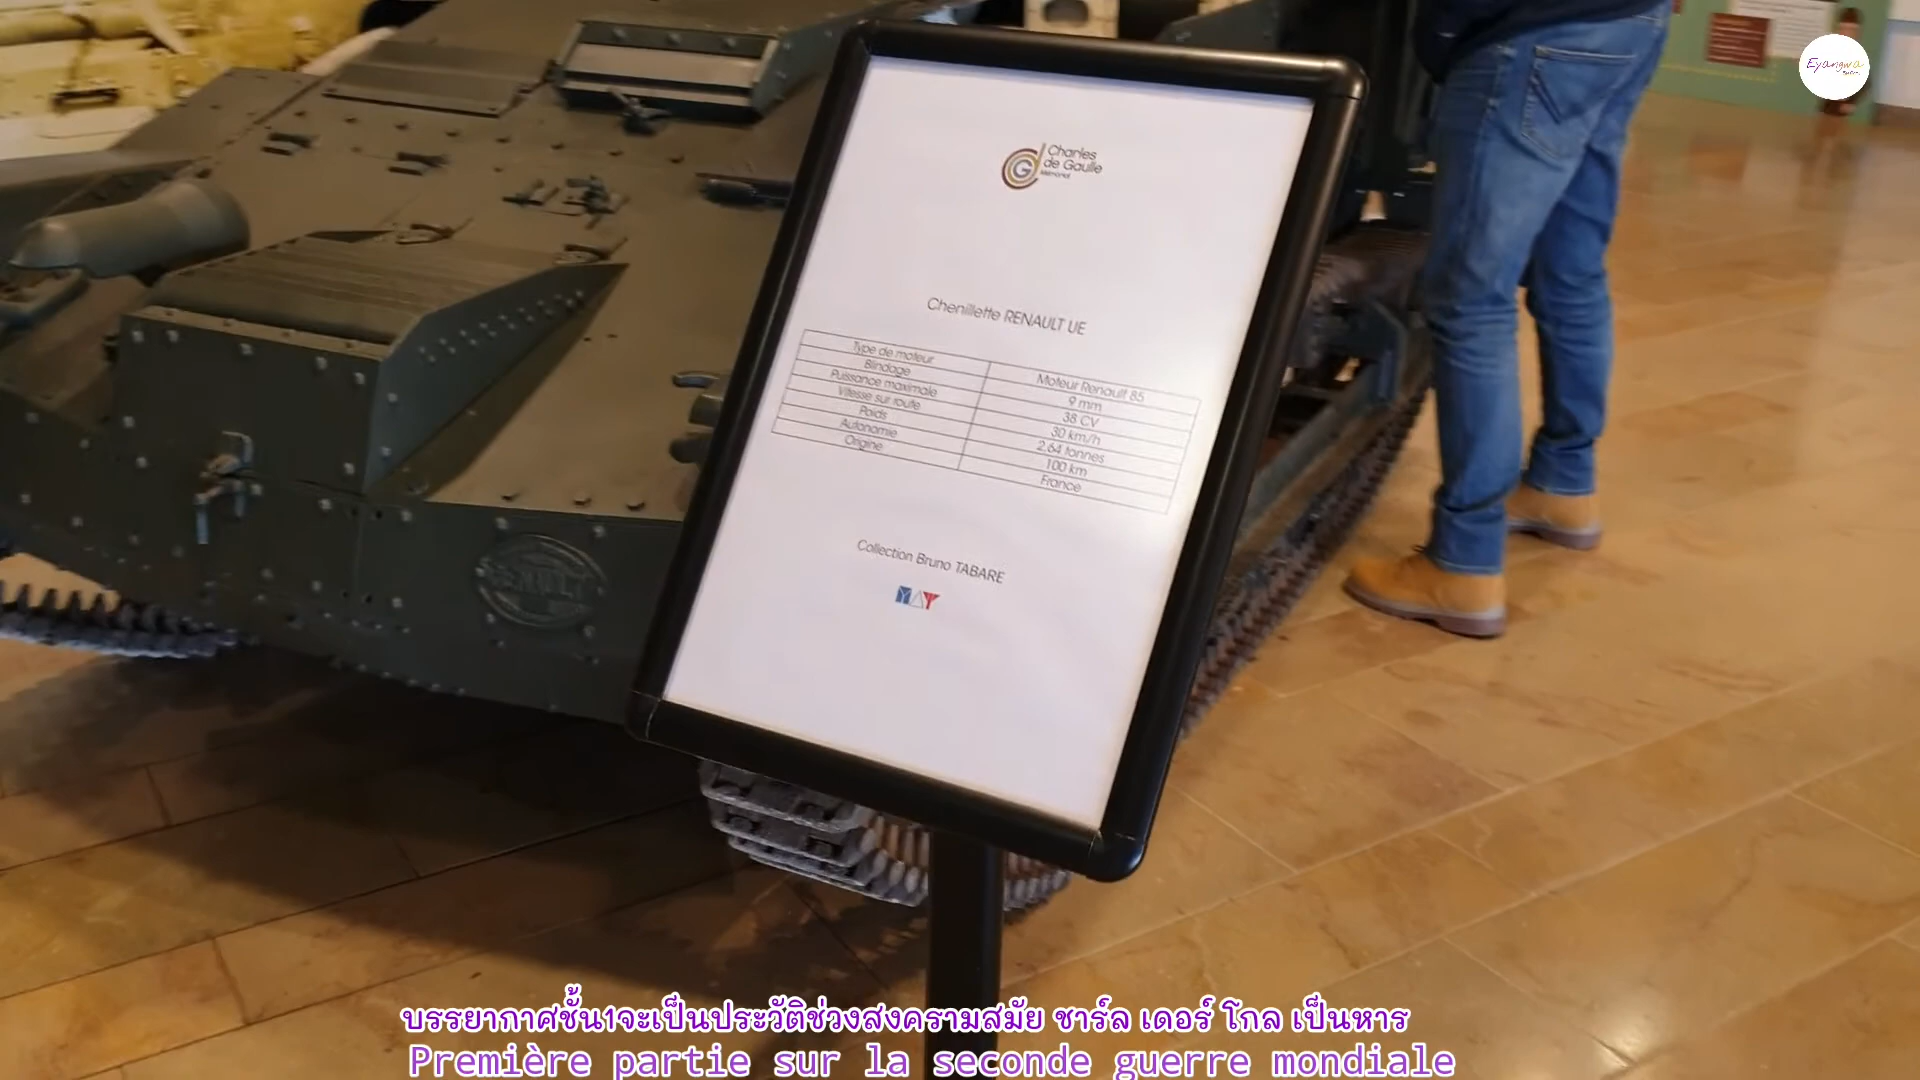 Eyangwa
Charles
de Gaulle
Mémorial
Chenillette RENAULT UE
Type de moteur
Moteur Renault 85
Blindage
9 mm
Puissance maximale
38 CV
Vitesse sur route
30 km/h
Poids
2,64 tonnes
Autonomie
100 km
Origine
France
Collection Bruno TABARE
RENAULT
บรรยากาศชั้น1จะเป็นประวัติช่วงสงครามสมัย ชาร์ล เดอร์ โกล เป็นหาร
Première partie sur la seconde guerre mondiale